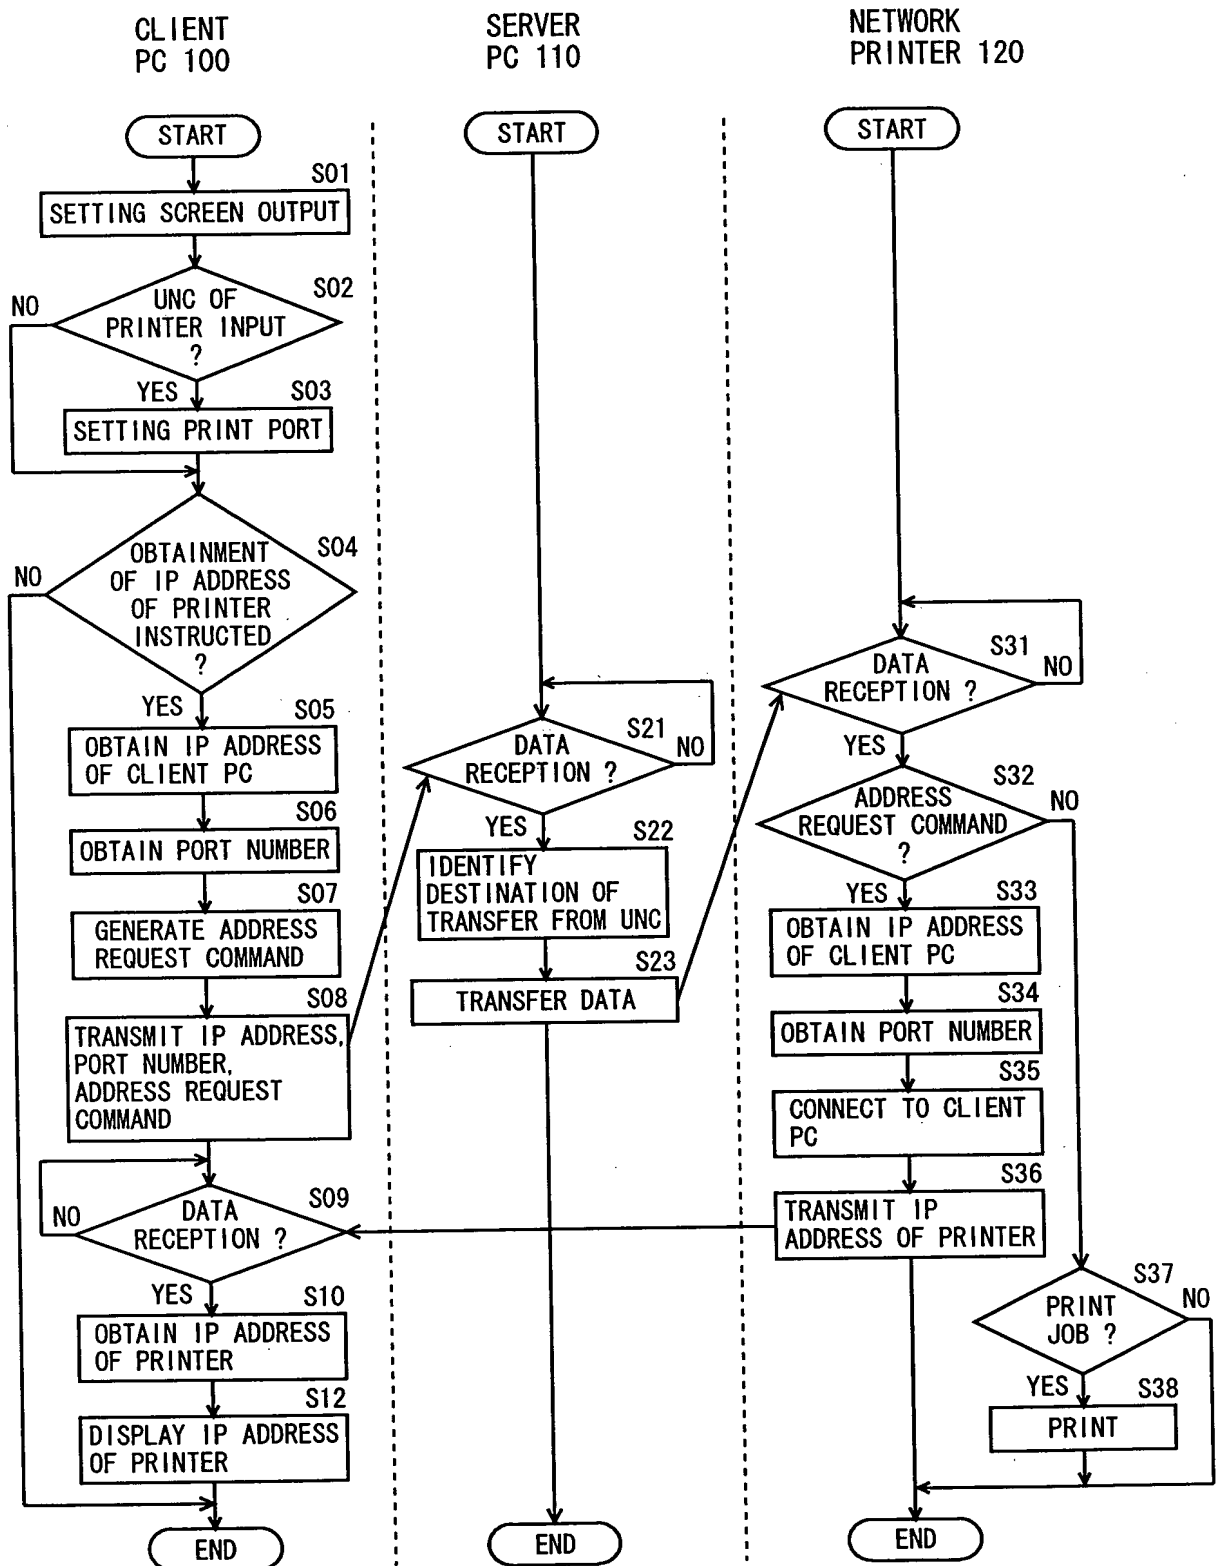 CLIENT
PC 100
START
S01
SETTING SCREEN OUTPUT
S02
UNC OF
PRINTER INPUT
?
NO
YES
S03
SETTING PRINT PORT
S04
OBTAINMENT
OF IP ADDRESS
OF PRINTER
INSTRUCTED
?
NO
YES
S05
OBTAIN IP ADDRESS
OF CLIENT PC
S06
OBTAIN PORT NUMBER
S07
GENERATE ADDRESS
REQUEST COMMAND
S08
TRANSMIT IP ADDRESS,
PORT NUMBER,
ADDRESS REQUEST
COMMAND
S09
DATA
RECEPTION ?
NO
YES
S10
OBTAIN IP ADDRESS
OF PRINTER
S12
DISPLAY IP ADDRESS
OF PRINTER
END
SERVER
PC 110
START
S21
DATA
RECEPTION ?
NO
YES
S22
IDENTIFY
DESTINATION OF
TRANSFER FROM UNC
S23
TRANSFER DATA
END
NETWORK
PRINTER 120
START
S31
DATA
RECEPTION ?
NO
YES
S32
ADDRESS
REQUEST COMMAND
?
NO
YES
S33
OBTAIN IP ADDRESS
OF CLIENT PC
S34
OBTAIN PORT NUMBER
S35
CONNECT TO CLIENT
PC
S36
TRANSMIT IP
ADDRESS OF PRINTER
S37
PRINT
JOB ?
NO
YES
S38
PRINT
END